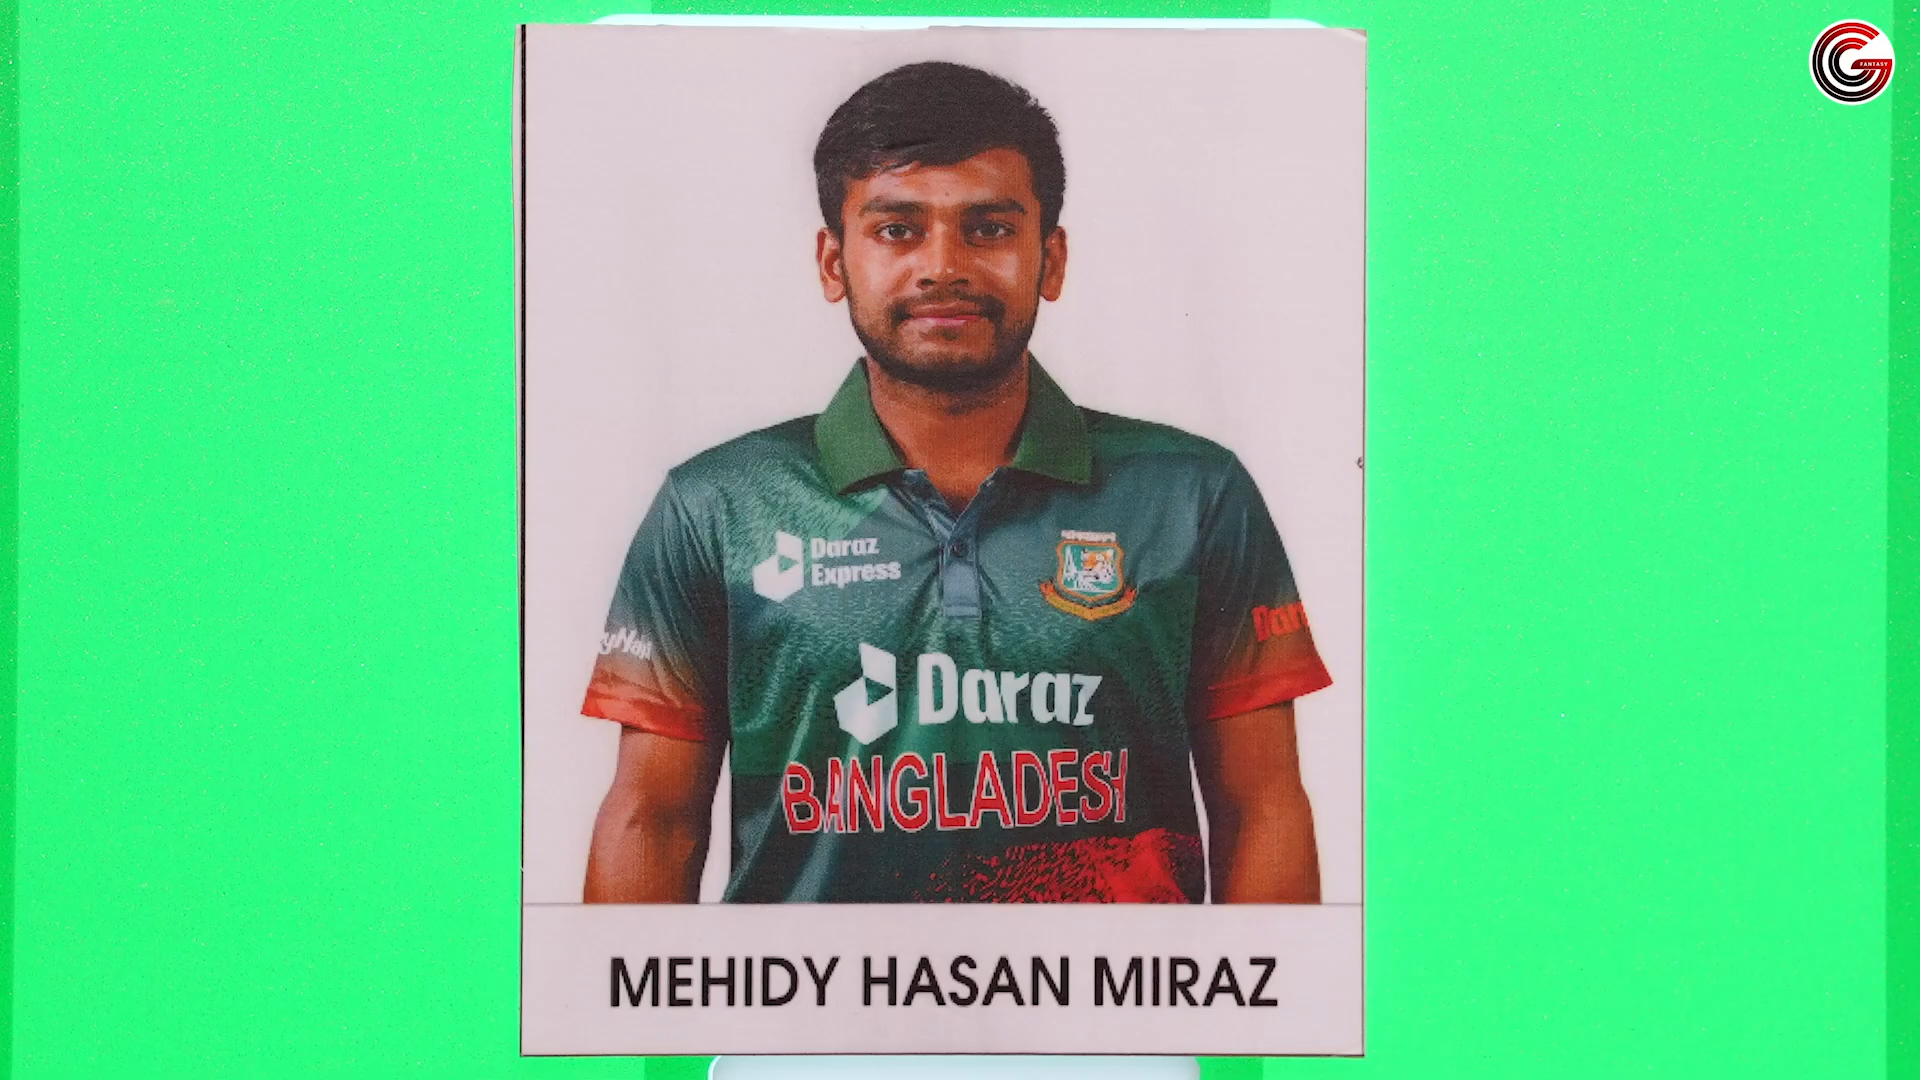 FANTASY
Daraz
Express
Daraz
BANGLADESH
MEHIDY HASAN MIRAZ